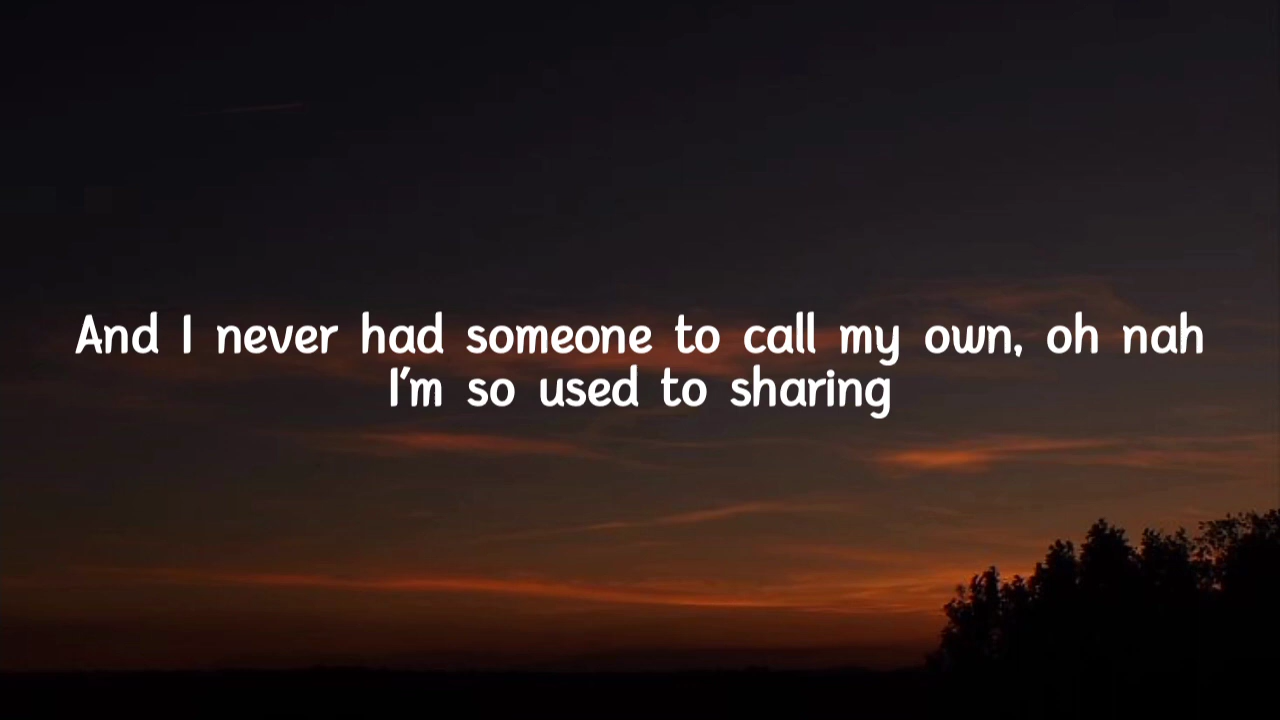 And I never had someone to call my own, oh nah
I'm so used to sharing